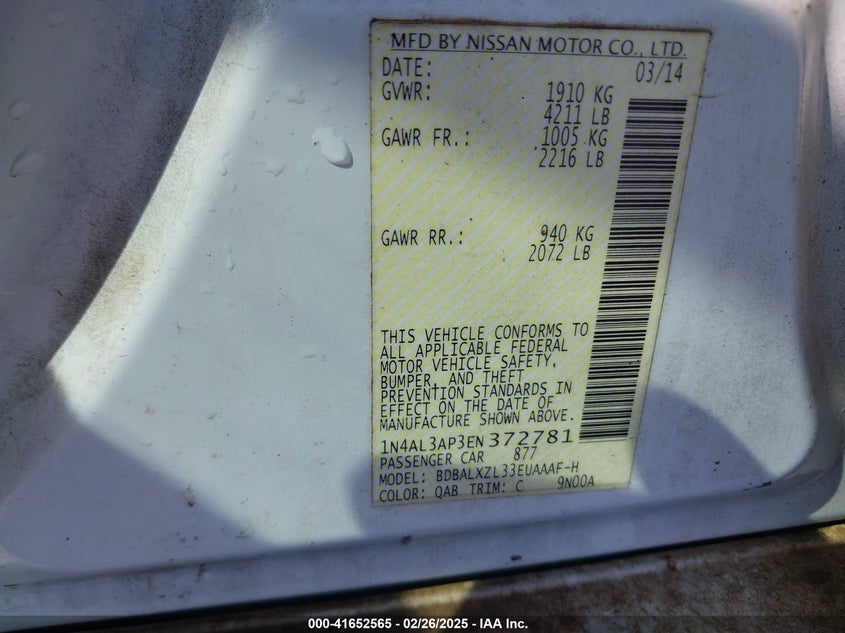 MFD BY NISSAN MOTOR CO., LTD.
DATE: 03/14
GVWR: 1910 KG
4211 LB
GAWR FR.: 1005 KG
2216 LB
GAWR RR.: 940 KG
2072 LB
THIS VEHICLE CONFORMS TO
ALL APPLICABLE FEDERAL
MOTOR VEHICLE SAFETY,
BUMPER, AND THEFT
PREVENTION STANDARDS IN
EFFECT ON THE DATE OF
MANUFACTURE SHOWN ABOVE.
1N4AL3AP3EN372781
PASSENGER CAR 877
MODEL: BDBALXZL33EUAAAF-H
COLOR: QAB TRIM: C 9N00A
000-41652565 - 02/26/2025 - IAA Inc.